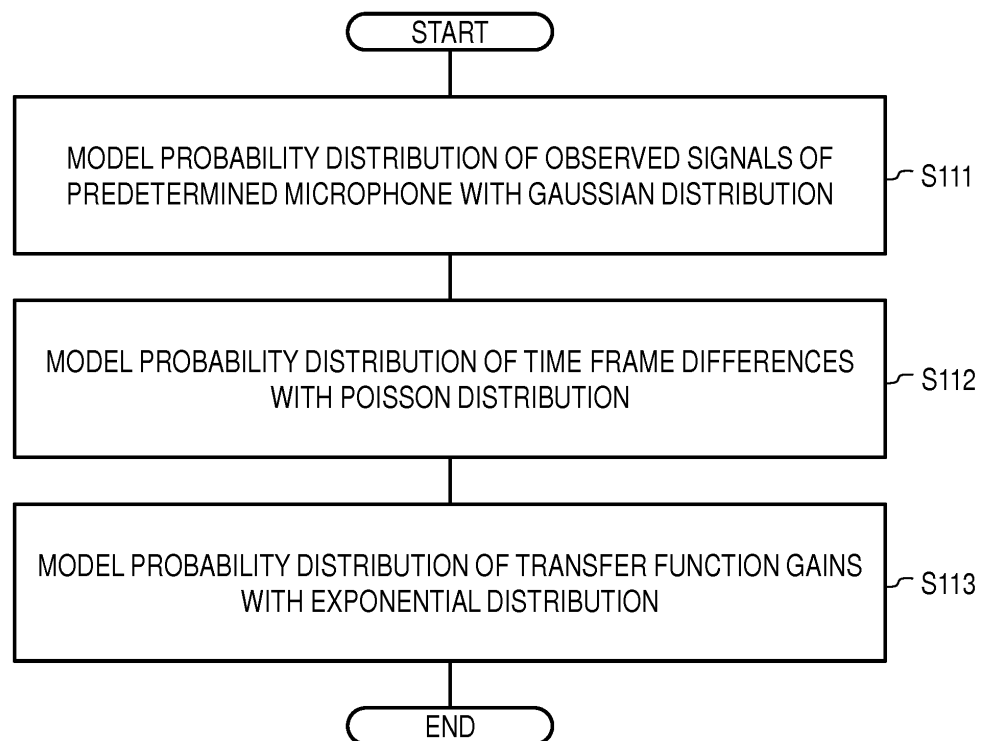 START
MODEL PROBABILITY DISTRIBUTION OF OBSERVED SIGNALS OF
PREDETERMINED MICROPHONE WITH GAUSSIAN DISTRIBUTION
S111
MODEL PROBABILITY DISTRIBUTION OF TIME FRAME DIFFERENCES
WITH POISSON DISTRIBUTION
S112
MODEL PROBABILITY DISTRIBUTION OF TRANSFER FUNCTION GAINS
WITH EXPONENTIAL DISTRIBUTION
S113
END